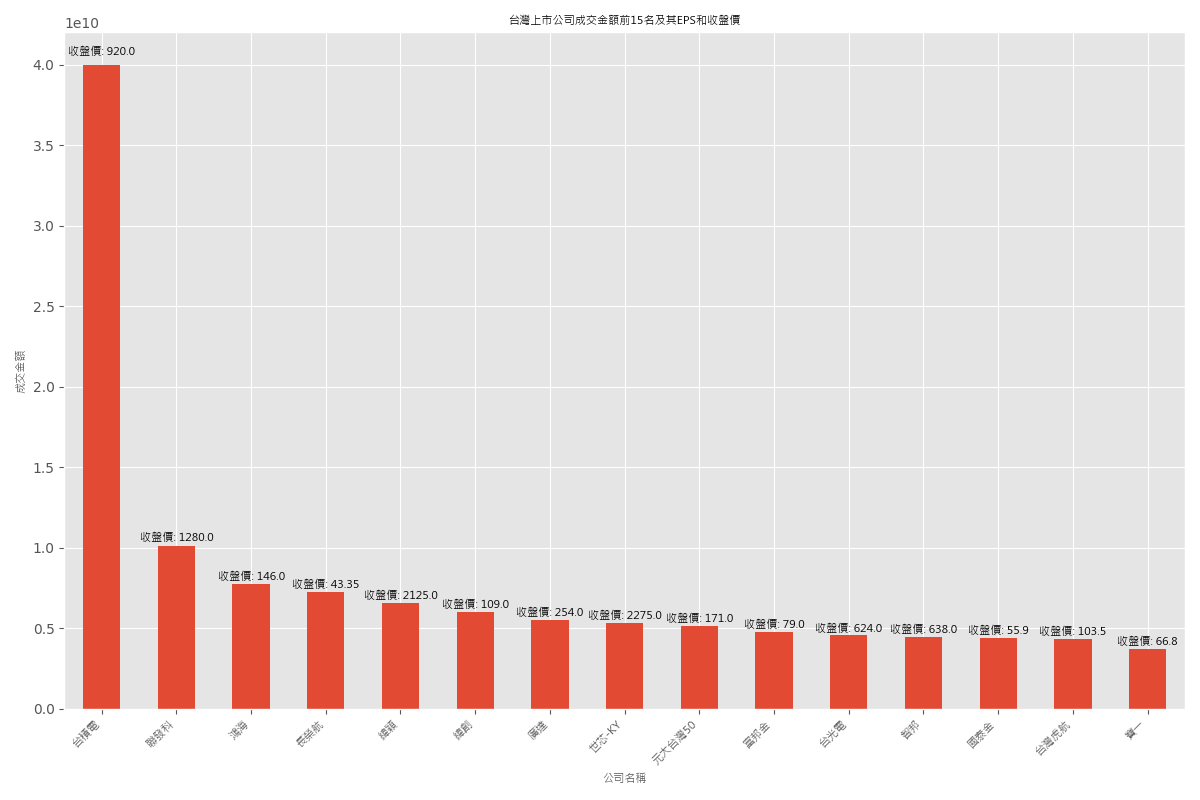 台灣上市公司成交金額前15名及其EPS和收盤價
1e10
收盤價: 920.0
4.0
3.5
3.0
2.5
2.0
1.5
1.0
0.5
0.0
成交金額
收盤價: 1280.0
收盤價: 146.0
收盤價: 43.35
收盤價: 2125.0
收盤價: 109.0
收盤價: 254.0
收盤價: 2275.0
收盤價: 171.0
收盤價: 79.0
收盤價: 624.0
收盤價: 638.0
收盤價: 55.9
收盤價: 103.5
收盤價: 66.8
台積電
聯發科
鴻海
長榮航
緯穎
緯創
廣達
世芯-KY
元大台灣50
富邦金
台光電
智邦
國泰金
台灣虎航
寶一
公司名稱